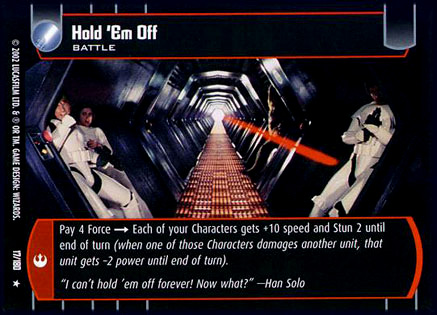 Hold 'Em Off
BATTLE
Pay 4 Force → Each of your Characters gets +10 speed and Stun 2 until
end of turn (when one of those Characters damages another unit, that
unit gets -2 power until end of turn).
"I can't hold 'em off forever! Now what?" —Han Solo
© 2002 LUCASFILM LTD. & ® OR TM. GAME DESIGN: WIZARDS.
17/180